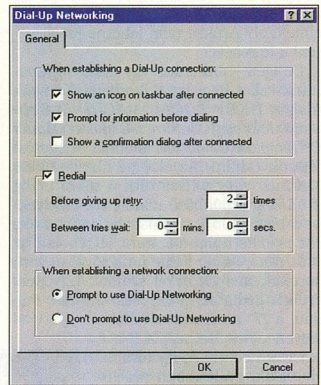 Dial-Up Networking
General
When establishing a Dial-Up connection:
Show an icon on taskbar after connected
Prompt for information before dialing
Show a confirmation dialog after connected
Redial
Before giving up retry: 2 times
Between tries wait: 0 mins. 0 secs.
When establishing a network connection:
Prompt to use Dial-Up Networking
Don't prompt to use Dial-Up Networking
OK Cancel